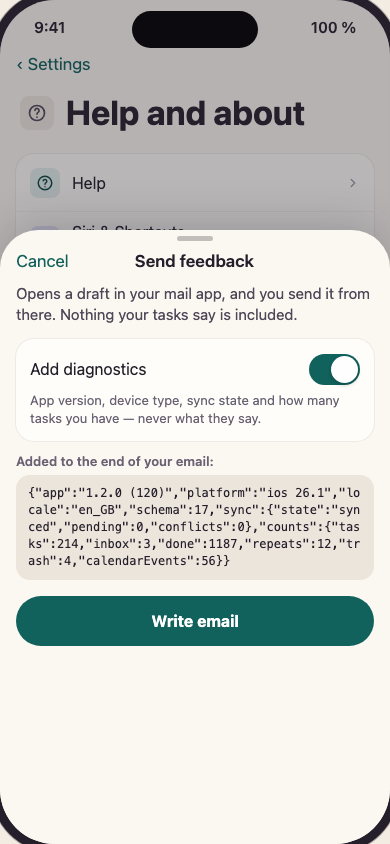 9:41
100 %
‹ Settings
Help and about
Help
Siri & Shortcuts
Cancel
Send feedback
Opens a draft in your mail app, and you send it from
there. Nothing your tasks say is included.
Add diagnostics
App version, device type, sync state and how many
tasks you have — never what they say.
Added to the end of your email:
{"app":"1.2.0 (120)","platform":"ios 26.1","lo
cale":"en_GB","schema":17,"sync":{"state":"syn
ced","pending":0,"conflicts":0},"counts":{"tas
ks":214,"inbox":3,"done":1187,"repeats":12,"tr
ash":4,"calendarEvents":56}}
Write email